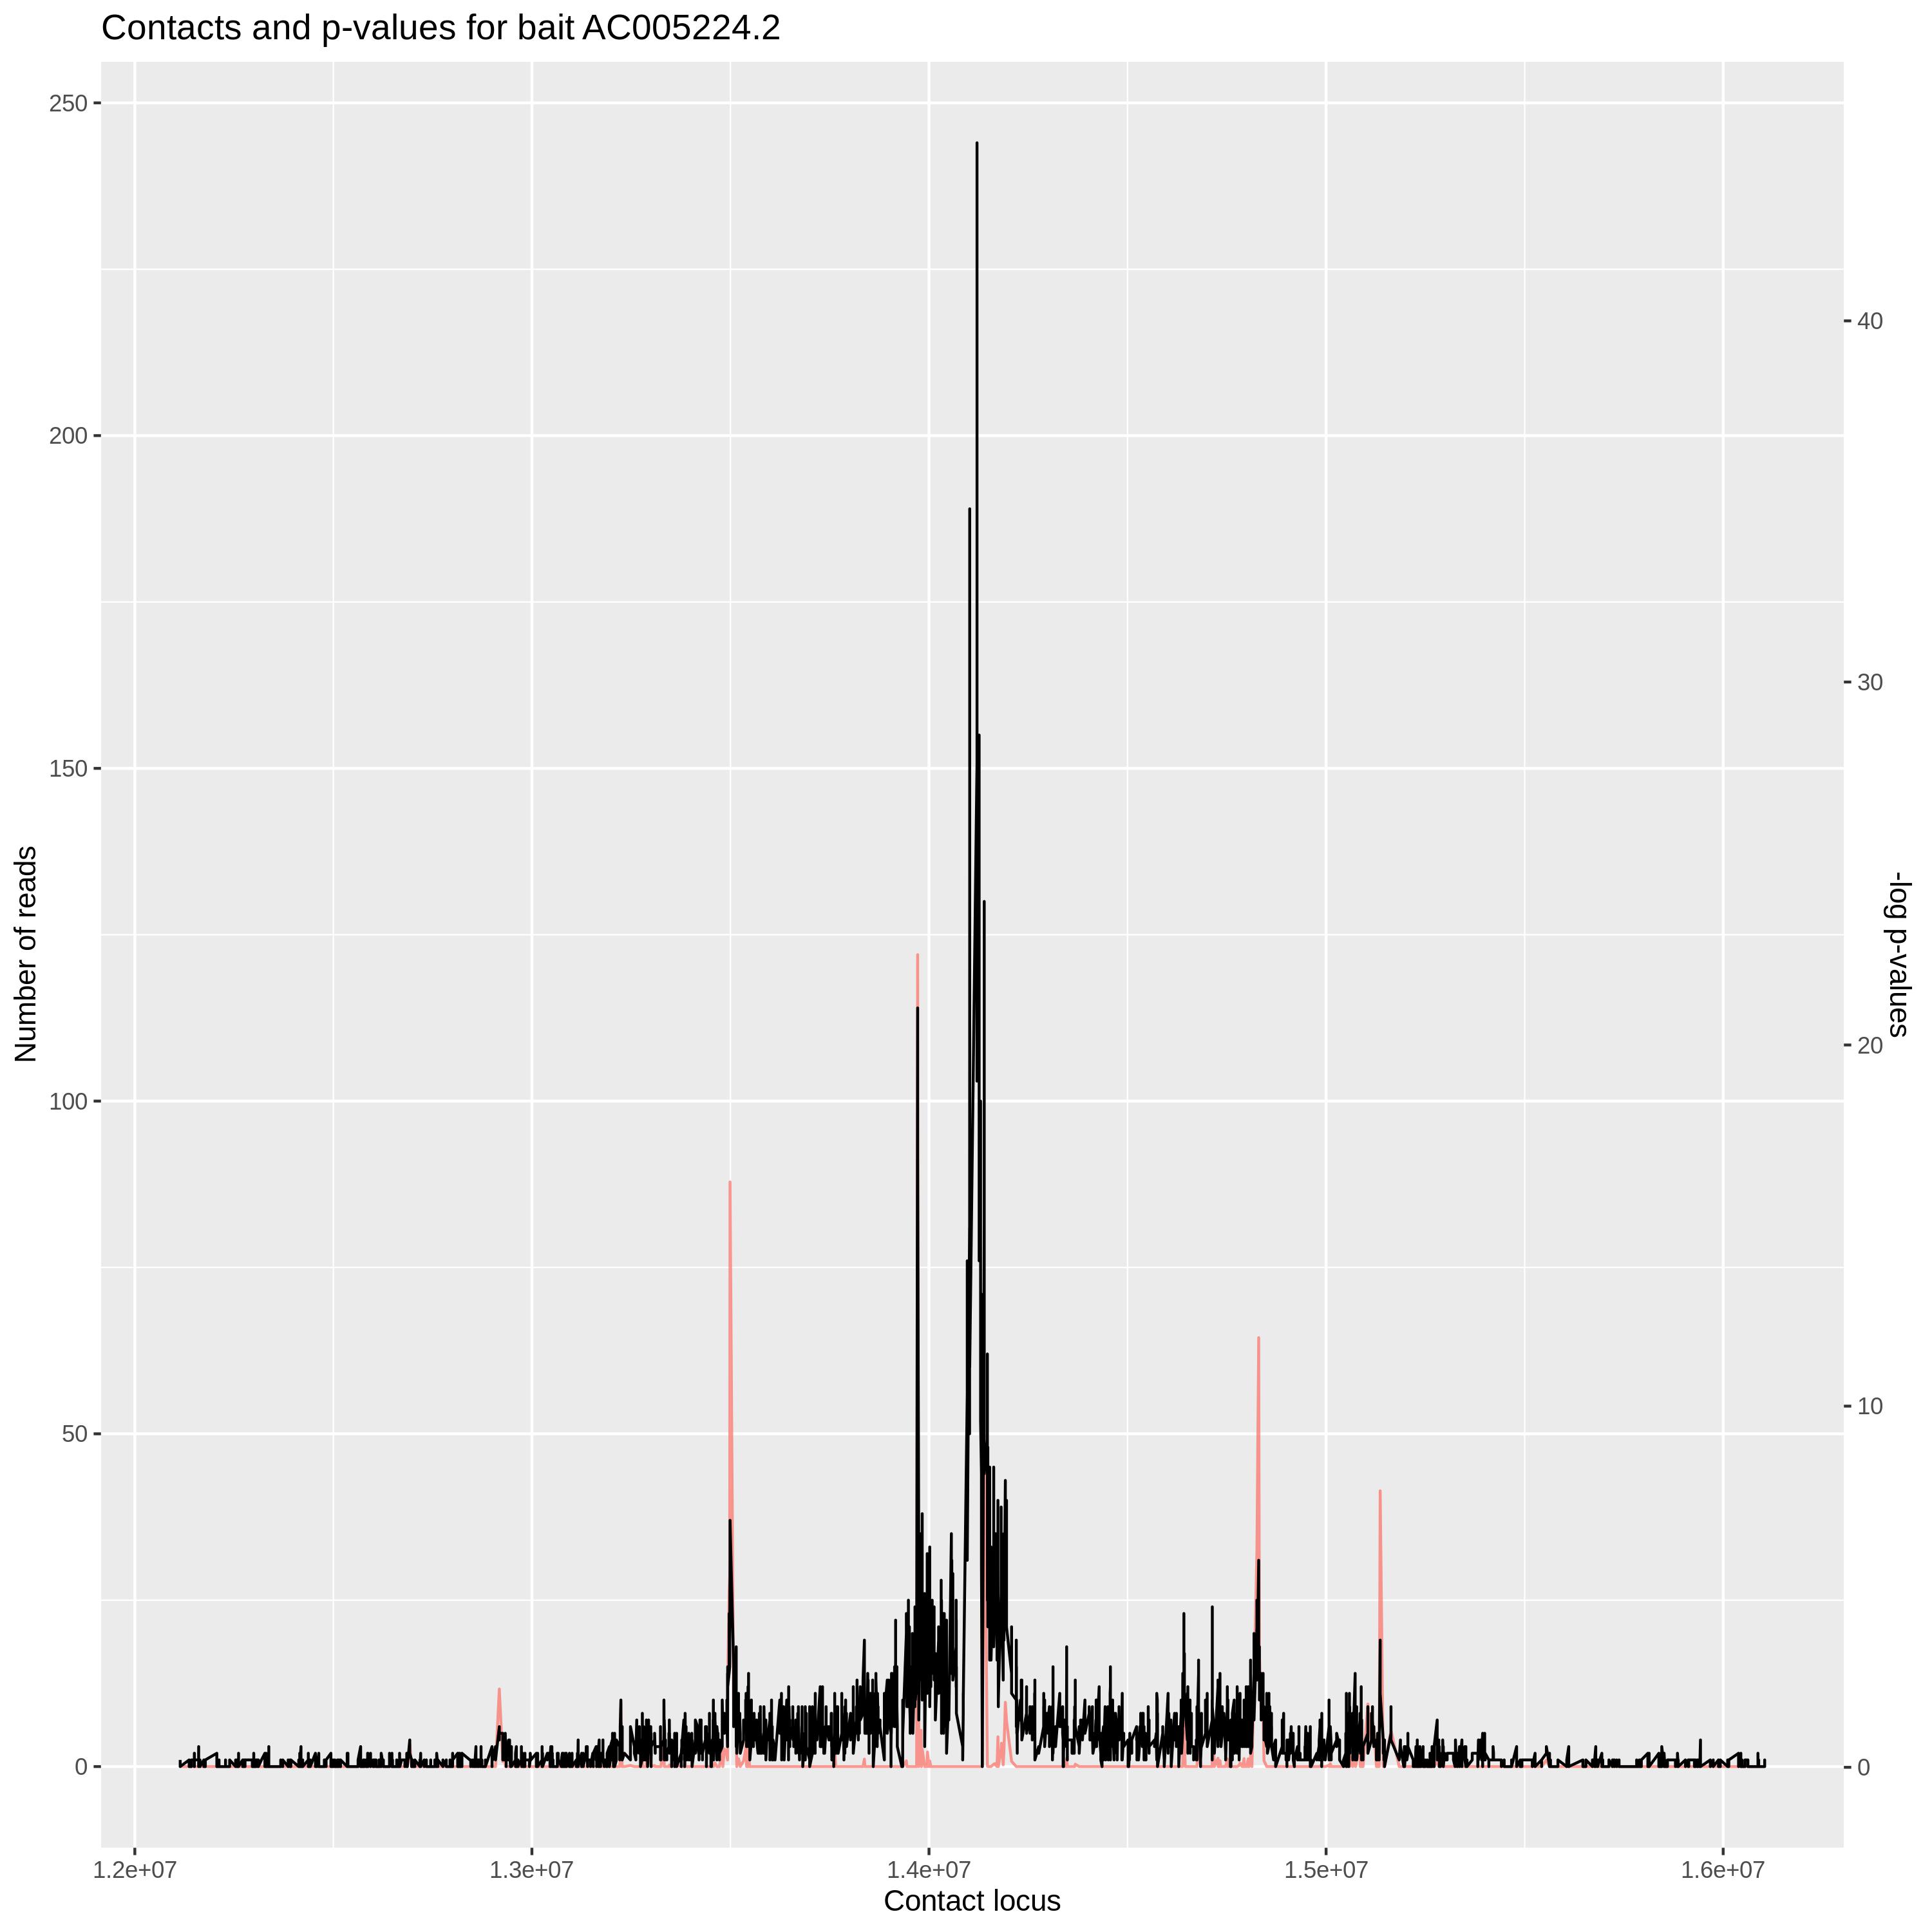 Contacts and p-values for bait AC005224.2
250
200
150
100
50
0
Number of reads
40
30
20
10
0
-log p-values
1.2e+07
1.3e+07
1.4e+07
1.5e+07
1.6e+07
Contact locus